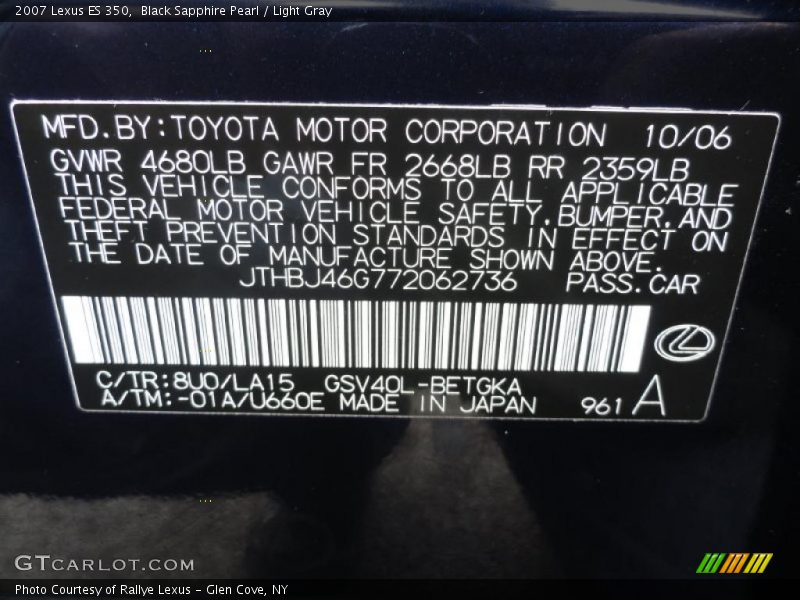 2007 Lexus ES 350,  Black Sapphire Pearl / Light Gray
MFD.BY:TOYOTA MOTOR CORPORATION 10/06
GVWR 4680LB GAWR FR 2668LB RR 2359LB
THIS VEHICLE CONFORMS TO ALL APPLICABLE
FEDERAL MOTOR VEHICLE SAFETY,BUMPER,AND
THEFT PREVENTION STANDARDS IN EFFECT ON
THE DATE OF MANUFACTURE SHOWN ABOVE.
JTHBJ46G772062736 PASS.CAR
C/TR:8U0/LA15 GSV40L-BETGKA
A/TM:-01A/U660E MADE IN JAPAN 961 A
GTCARLOT.COM
Photo Courtesy of Rallye Lexus - Glen Cove, NY